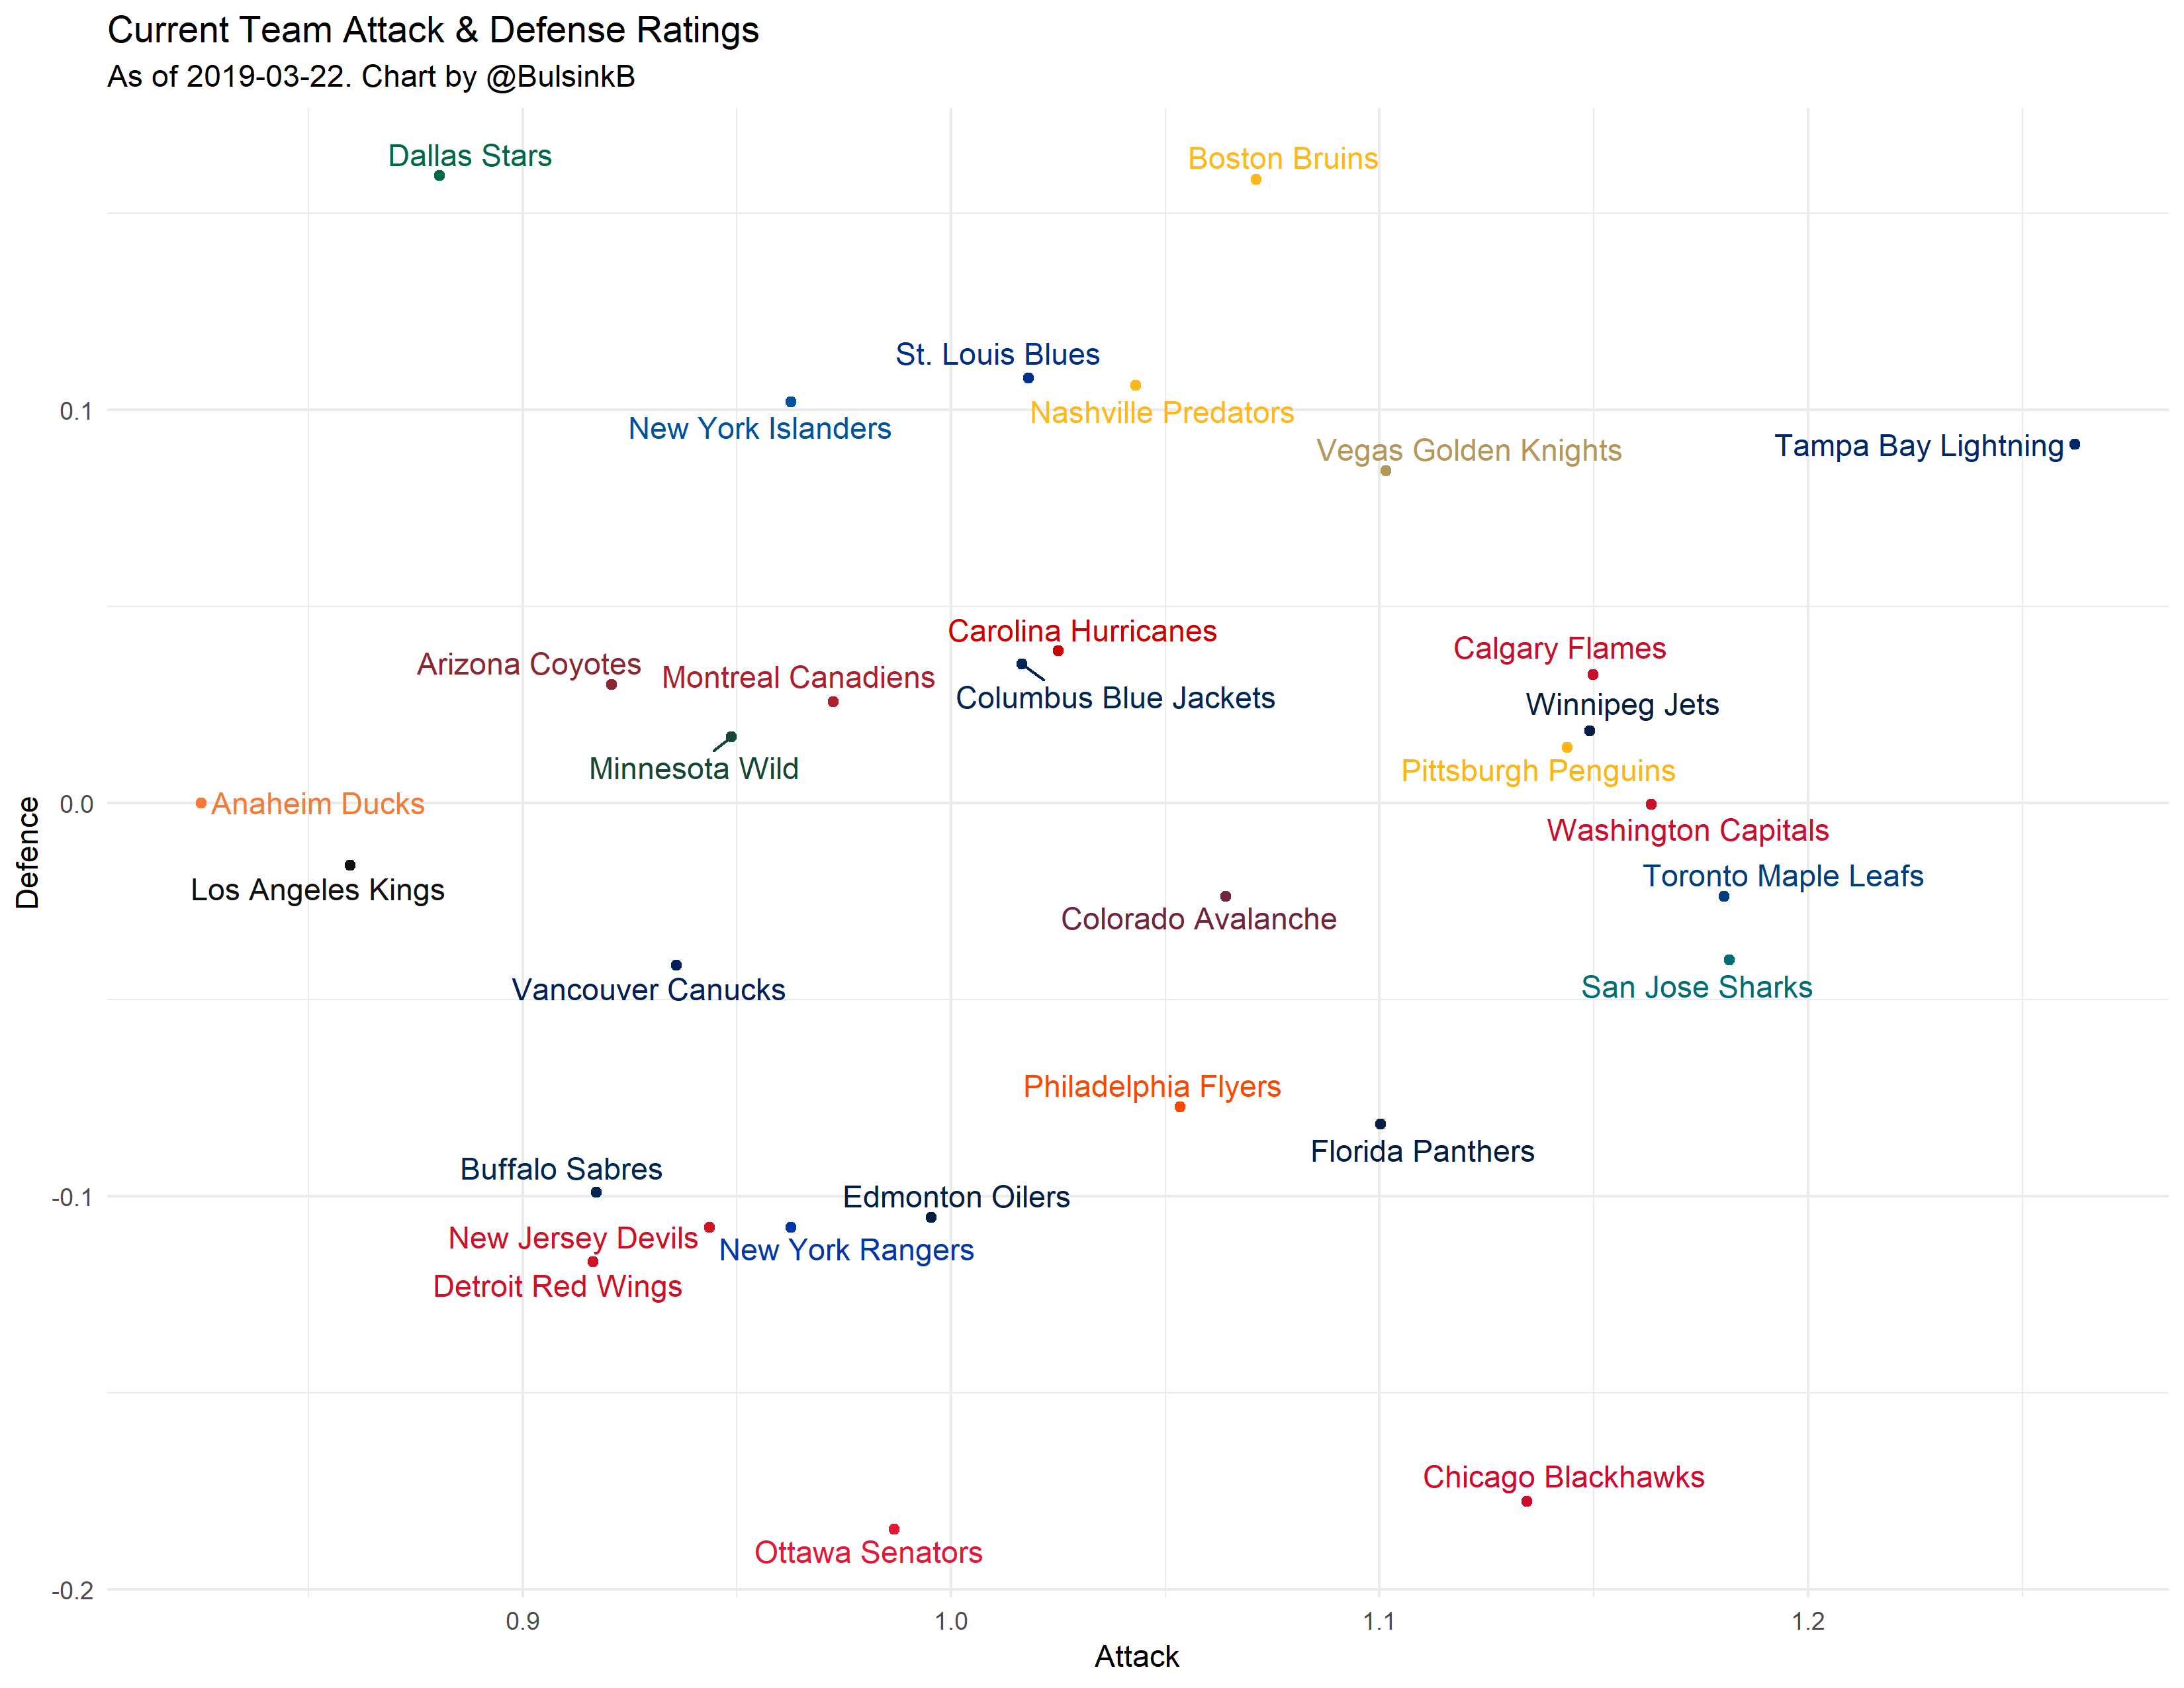 Current Team Attack & Defense Ratings
As of 2019-03-22. Chart by @BulsinkB
Dallas Stars
Boston Bruins
St. Louis Blues
Nashville Predators
New York Islanders
Vegas Golden Knights
Tampa Bay Lightning
Carolina Hurricanes
Calgary Flames
Arizona Coyotes
Montreal Canadiens
Columbus Blue Jackets
Winnipeg Jets
Minnesota Wild
Pittsburgh Penguins
Anaheim Ducks
Washington Capitals
Los Angeles Kings
Toronto Maple Leafs
Colorado Avalanche
Vancouver Canucks
San Jose Sharks
Philadelphia Flyers
Florida Panthers
Buffalo Sabres
Edmonton Oilers
New Jersey Devils
New York Rangers
Detroit Red Wings
Chicago Blackhawks
Ottawa Senators
0.1
0.0
-0.1
-0.2
Defence
0.9
1.0
1.1
1.2
Attack